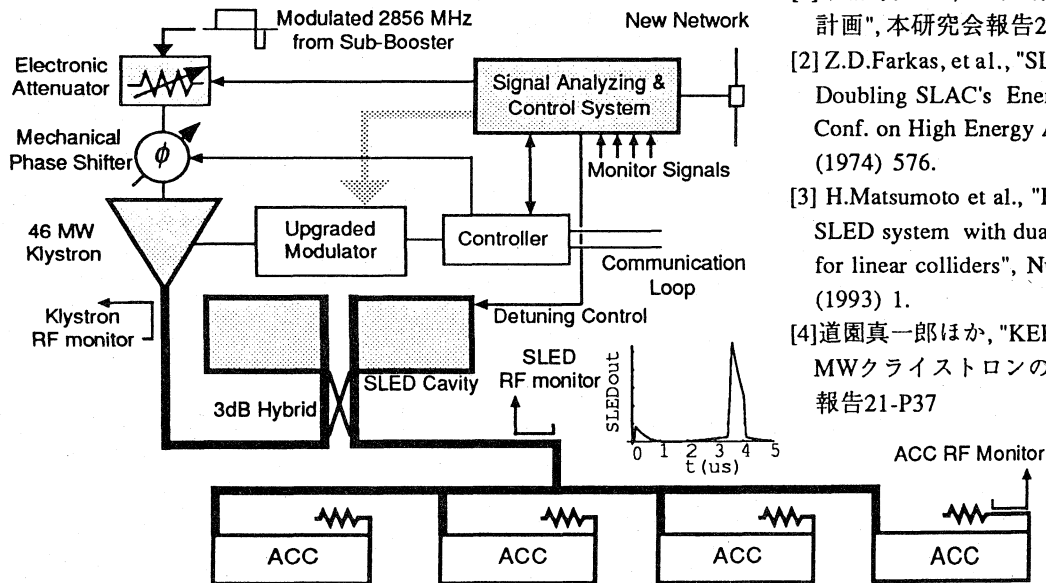 Modulated 2856 MHz
from Sub-Booster
New Network
Electronic
Attenuator
Signal Analyzing &
Control System
Mechanical
Phase Shifter
ϕ
Monitor Signals
46 MW
Klystron
Upgraded
Modulator
Controller
Communication
Loop
Klystron
RF monitor
Detuning Control
SLED Cavity
3dB Hybrid
SLED
RF monitor
SLEDout
0 1 2 3 4 5
t(us)
ACC RF Monitor
ACC
ACC
ACC
ACC
計画", 本研究会報告2
[2] Z.D.Farkas, et al., "SL
Doubling SLAC's Ener
Conf. on High Energy A
(1974) 576.
[3] H.Matsumoto et al., "
SLED system with dua
for linear colliders", N
(1993) 1.
[4]道園真一郎ほか, "KE
MWクライストロンの
報告21-P37